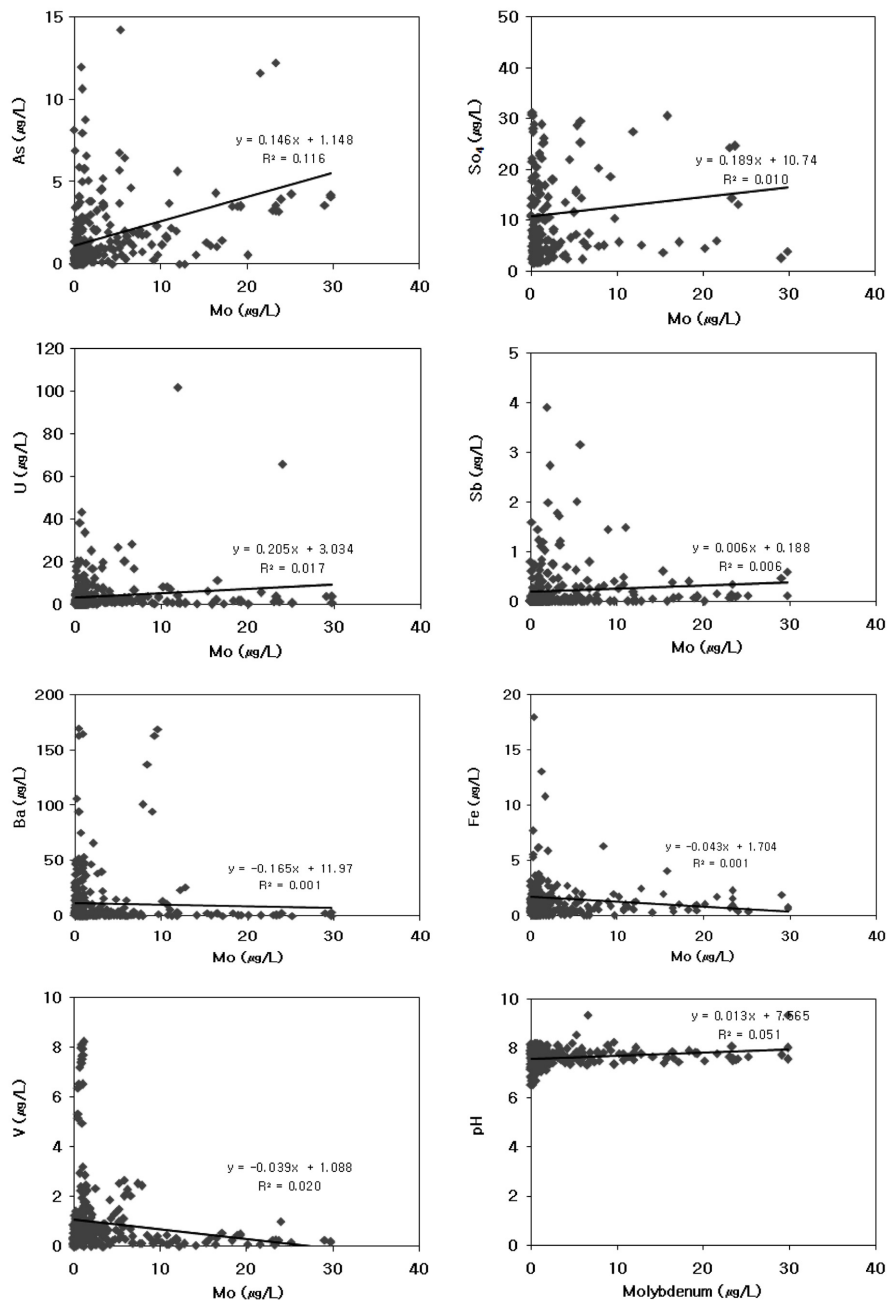 15
10
5
0
As (μg/L)
y = 0.146x + 1.148
R² = 0.116
0 10 20 30 40
Mo (μg/L)
50
40
30
20
10
0
So₄ (μg/L)
y = 0.189x + 10.74
R² = 0.010
0 10 20 30 40
Mo (μg/L)
120
100
80
60
40
20
0
U (μg/L)
y = 0.205x + 3.034
R² = 0.017
0 10 20 30 40
Mo (μg/L)
5
4
3
2
1
0
Sb (μg/L)
y = 0.006x + 0.188
R² = 0.006
0 10 20 30 40
Mo (μg/L)
200
150
100
50
0
Ba (μg/L)
y = -0.165x + 11.97
R² = 0.001
0 10 20 30 40
Mo (μg/L)
20
15
10
5
0
Fe (μg/L)
y = -0.043x + 1.704
R² = 0.001
0 10 20 30 40
Mo (μg/L)
10
8
6
4
2
0
V (μg/L)
y = -0.039x + 1.088
R² = 0.020
0 10 20 30 40
Mo (μg/L)
10
8
6
4
2
0
pH
y = 0.013x + 7.565
R² = 0.051
0 10 20 30 40
Molybdenum (μg/L)